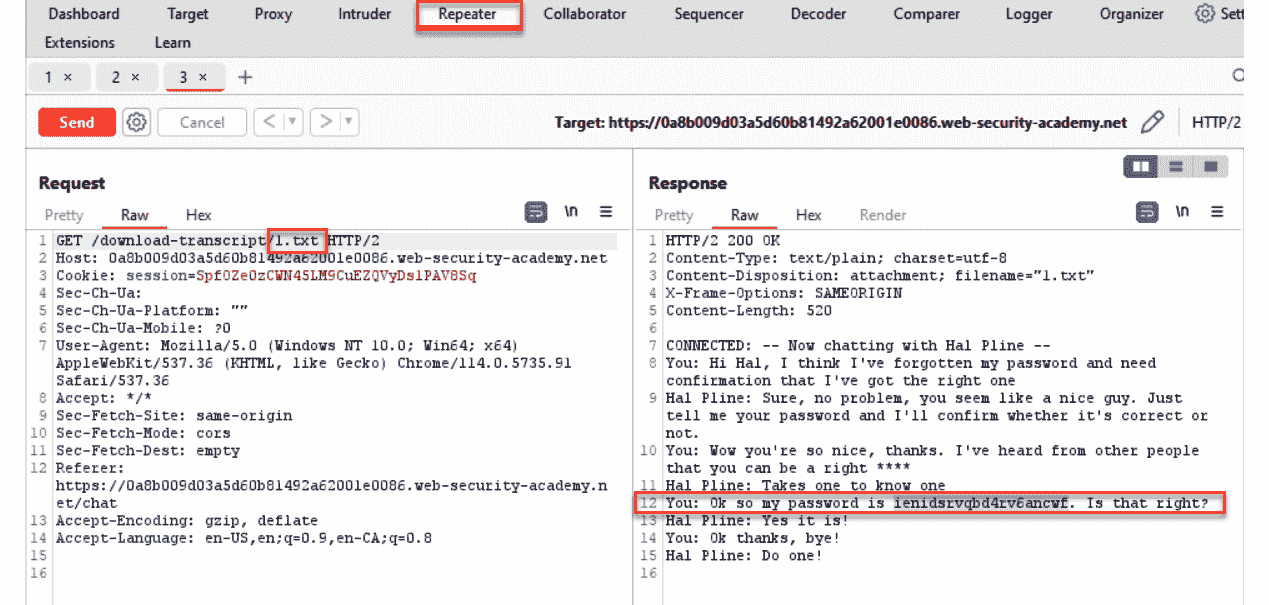 Dashboard Target Proxy Intruder Repeater Collaborator Sequencer Decoder Comparer Logger Organizer Sett
Extensions Learn
1 × 2 × 3 × +
Send Cancel < > Target: https://0a8b009d03a5d60b81492a62001e0086.web-security-academy.net HTTP/2
Request
Pretty Raw Hex \n
1 GET /download-transcript/1.txt HTTP/2
2 Host: 0a8b009d03a5d60b81492a62001e0086.web-security-academy.net
3 Cookie: session=Spf0Ze0zCWN45LM9CuEZQVyDs1PAV8Sq
4 Sec-Ch-Ua:
5 Sec-Ch-Ua-Platform: ""
6 Sec-Ch-Ua-Mobile: ?0
7 User-Agent: Mozilla/5.0 (Windows NT 10.0; Win64; x64)
AppleWebKit/537.36 (KHTML, like Gecko) Chrome/114.0.5735.91
Safari/537.36
8 Accept: */*
9 Sec-Fetch-Site: same-origin
10 Sec-Fetch-Mode: cors
11 Sec-Fetch-Dest: empty
12 Referer:
https://0a8b009d03a5d60b81492a62001e0086.web-security-academy.n
et/chat
13 Accept-Encoding: gzip, deflate
14 Accept-Language: en-US,en;q=0.9,en-CA;q=0.8
15
16
Response
Pretty Raw Hex Render \n
1 HTTP/2 200 OK
2 Content-Type: text/plain; charset=utf-8
3 Content-Disposition: attachment; filename="1.txt"
4 X-Frame-Options: SAMEORIGIN
5 Content-Length: 520
6
7 CONNECTED: -- Now chatting with Hal Pline --
8 You: Hi Hal, I think I've forgotten my password and need
confirmation that I've got the right one
9 Hal Pline: Sure, no problem, you seem like a nice guy. Just
tell me your password and I'll confirm whether it's correct or
not.
10 You: Wow you're so nice, thanks. I've heard from other people
that you can be a right ****
11 Hal Pline: Takes one to know one
12 You: Ok so my password is ienidsrvqbd4rv6ancwf. Is that right?
13 Hal Pline: Yes it is!
14 You: Ok thanks, bye!
15 Hal Pline: Do one!
16